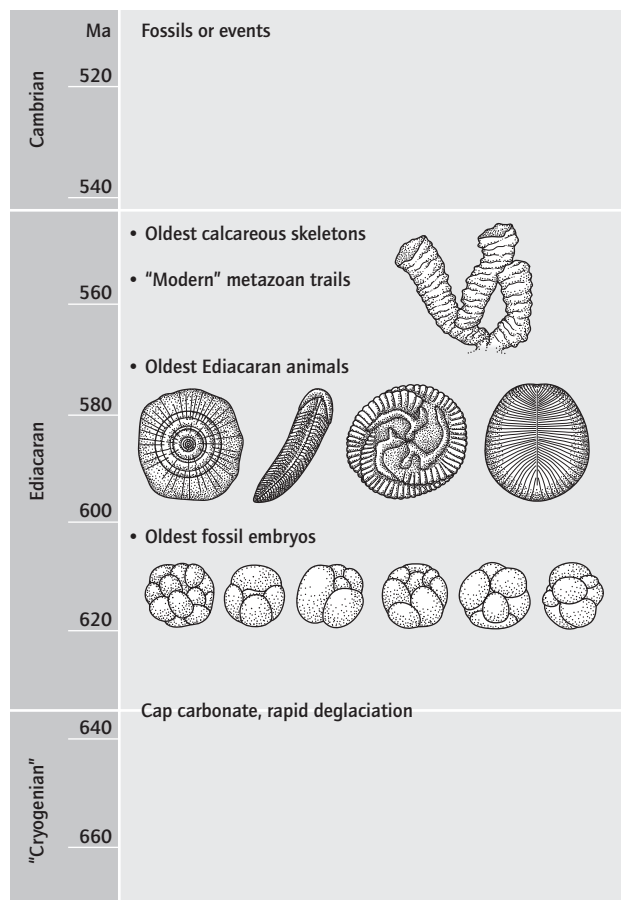 Ma
Fossils or events
Cambrian
520
540
• Oldest calcareous skeletons
• “Modern” metazoan trails
560
• Oldest Ediacaran animals
580
Ediacaran
600
• Oldest fossil embryos
620
Cap carbonate, rapid deglaciation
640
“Cryogenian”
660